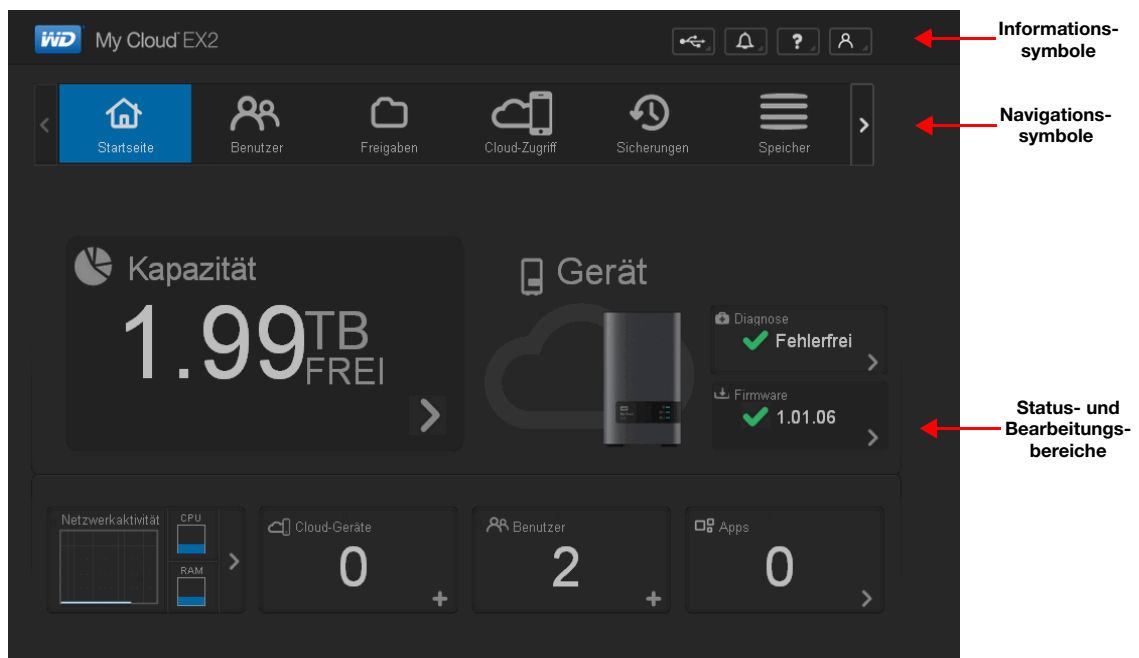 WD My Cloud EX2
?
Informations-
symbole
Startseite
Benutzer
Freigaben
Cloud-Zugriff
Sicherungen
Speicher
Navigations-
symbole
Kapazität
1.99 TB
FREI
Gerät
Diagnose
Fehlerfrei
Firmware
1.01.06
Status- und
Bearbeitungs-
bereiche
Netzwerkaktivität
CPU
RAM
Cloud-Geräte
0
Benutzer
2
Apps
0